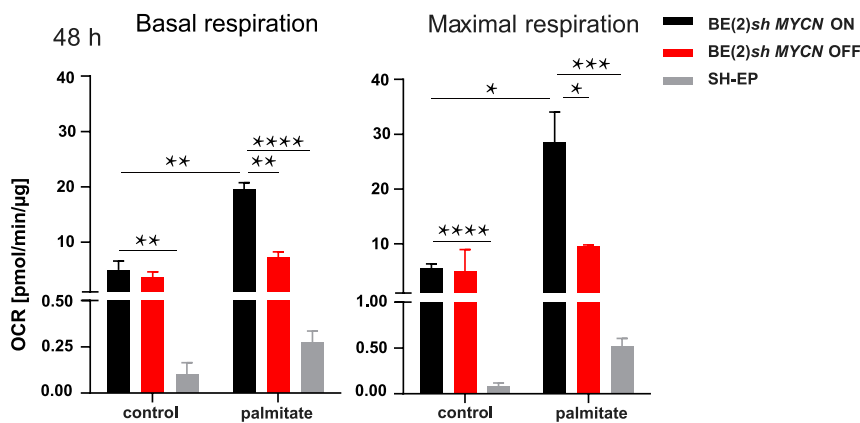 48 h
Basal respiration
Maximal respiration
BE(2)sh MYCN ON
BE(2)sh MYCN OFF
SH-EP
OCR [pmol/min/µg]
40
30
20
10
0.50
0.25
0.00
**
**
****
**
control
palmitate
40
30
20
10
1.00
0.50
0.00
****
*
***
*
control
palmitate